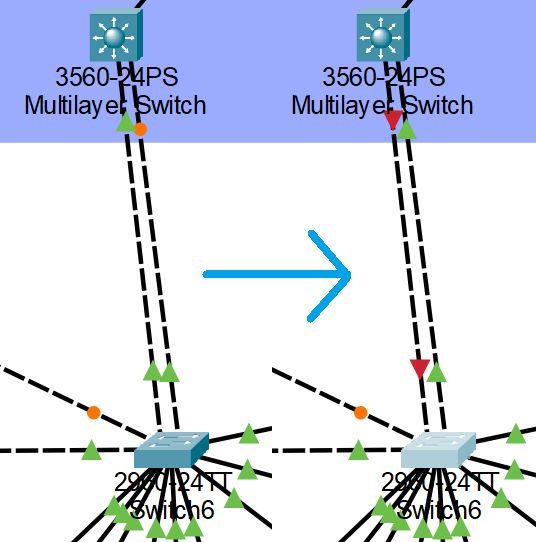 3560-24PS
Multilayer Switch
2960-24TT
Switch6
3560-24PS
Multilayer Switch
2960-24TT
Switch6